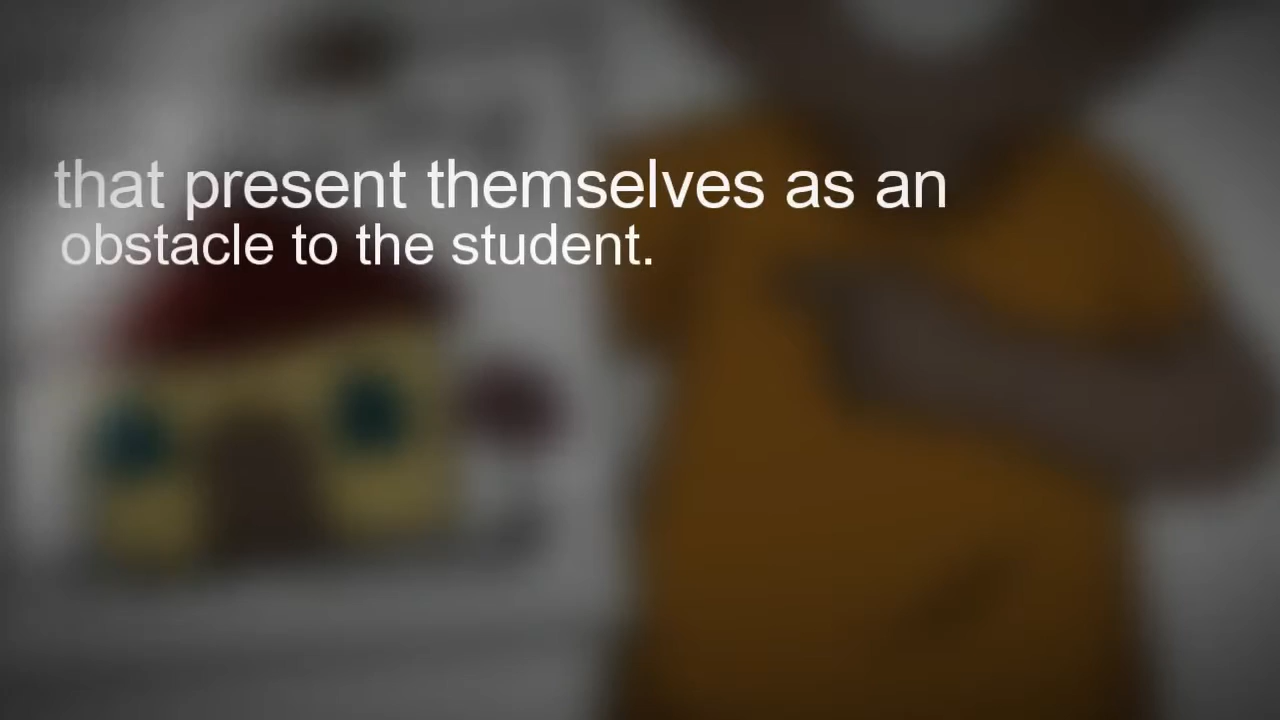 that present themselves as an
obstacle to the student.